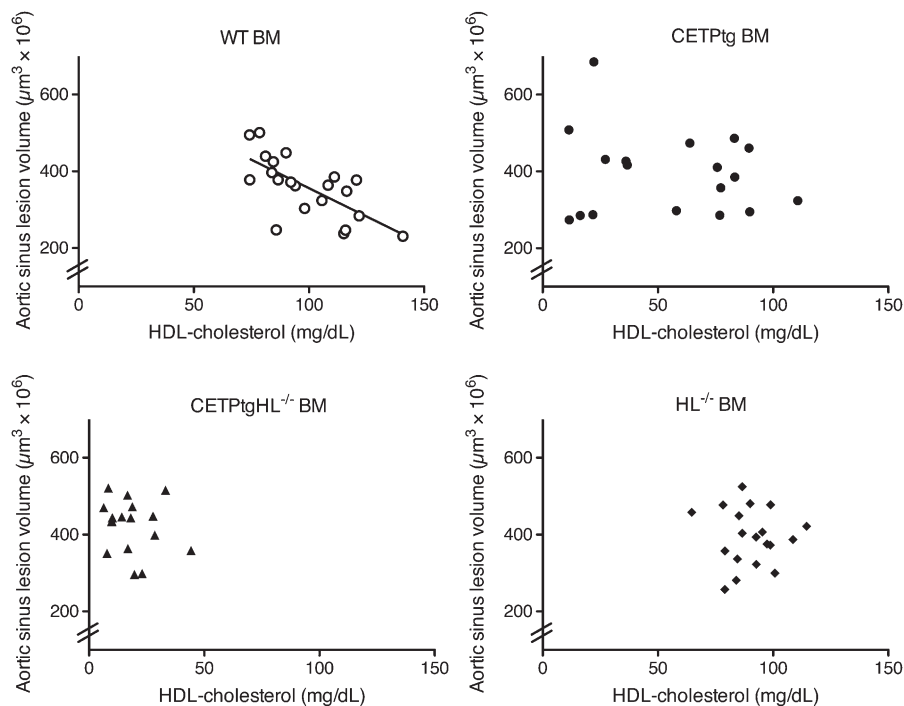 WT BM
Aortic sinus lesion volume (µm³ × 10⁶)
600
400
200
0 50 100 150
HDL-cholesterol (mg/dL)
CETPtg BM
Aortic sinus lesion volume (µm³ × 10⁶)
600
400
200
0 50 100 150
HDL-cholesterol (mg/dL)
CETPtgHL⁻/⁻ BM
Aortic sinus lesion volume (µm³ × 10⁶)
600
400
200
0 50 100 150
HDL-cholesterol (mg/dL)
HL⁻/⁻ BM
Aortic sinus lesion volume (µm³ × 10⁶)
600
400
200
0 50 100 150
HDL-cholesterol (mg/dL)